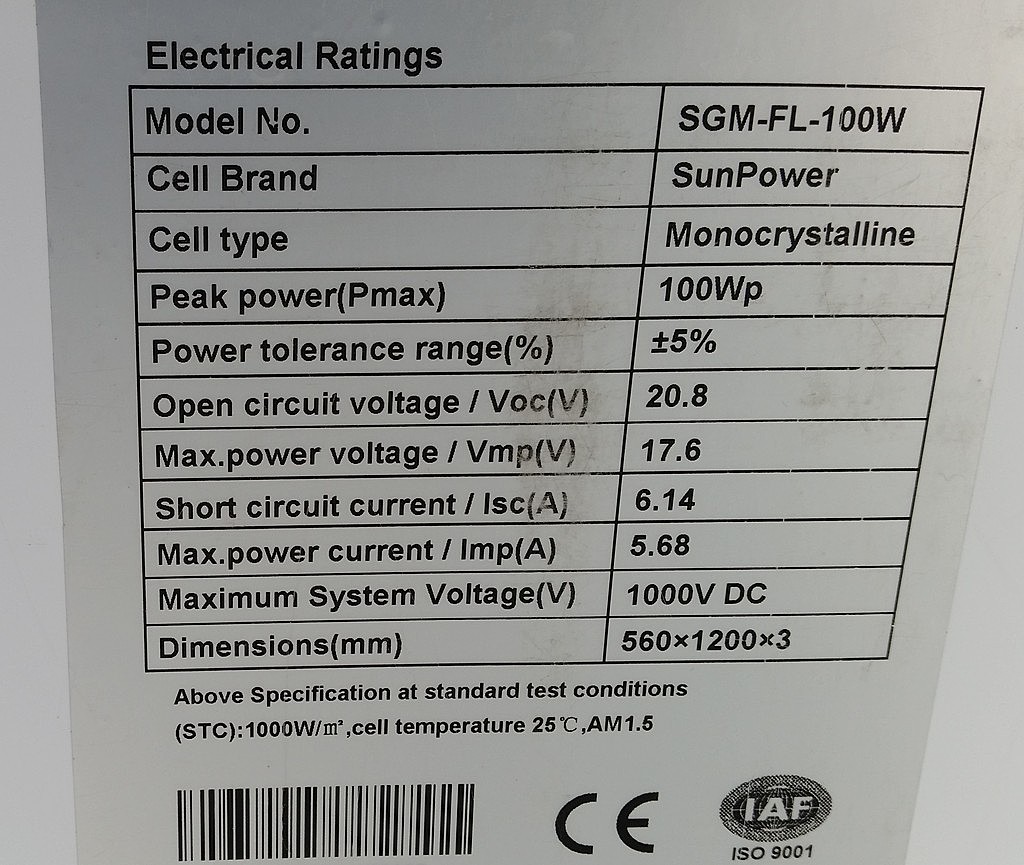 Electrical Ratings
Model No. SGM-FL-100W
Cell Brand SunPower
Cell type Monocrystalline
Peak power(Pmax) 100Wp
Power tolerance range(%) ±5%
Open circuit voltage / Voc(V) 20.8
Max.power voltage / Vmp(V) 17.6
Short circuit current / Isc(A) 6.14
Max.power current / Imp(A) 5.68
Maximum System Voltage(V) 1000V DC
Dimensions(mm) 560×1200×3
Above Specification at standard test conditions
(STC):1000W/㎡,cell temperature 25℃,AM1.5
CE IAF
ISO 9001